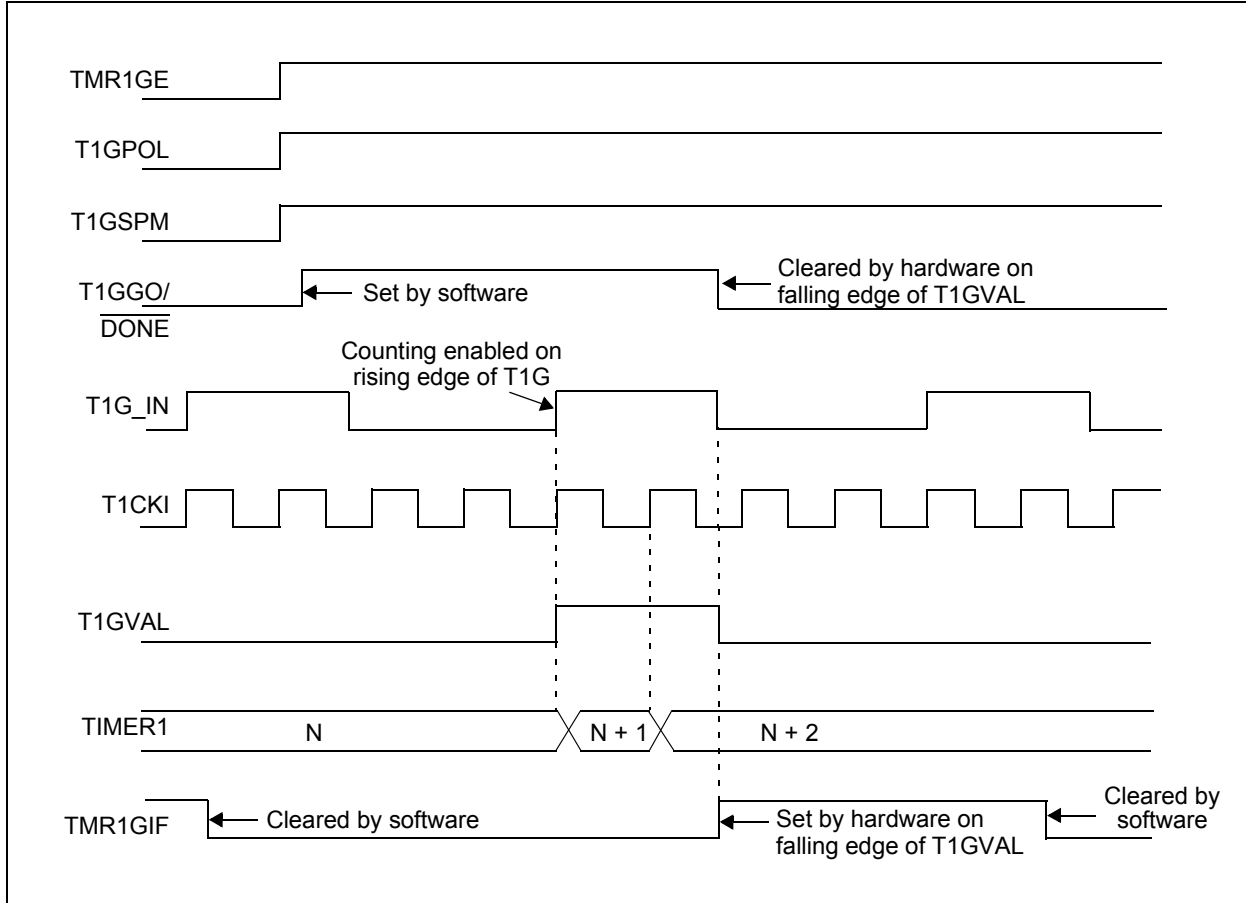 TMR1GE
T1GPOL
T1GSPM
T1GGO/
DONE
Set by software
Cleared by hardware on
falling edge of T1GVAL
Counting enabled on
rising edge of T1G
T1G_IN
T1CKI
T1GVAL
TIMER1
N
N + 1
N + 2
TMR1GIF
Cleared by software
Set by hardware on
falling edge of T1GVAL
Cleared by
software